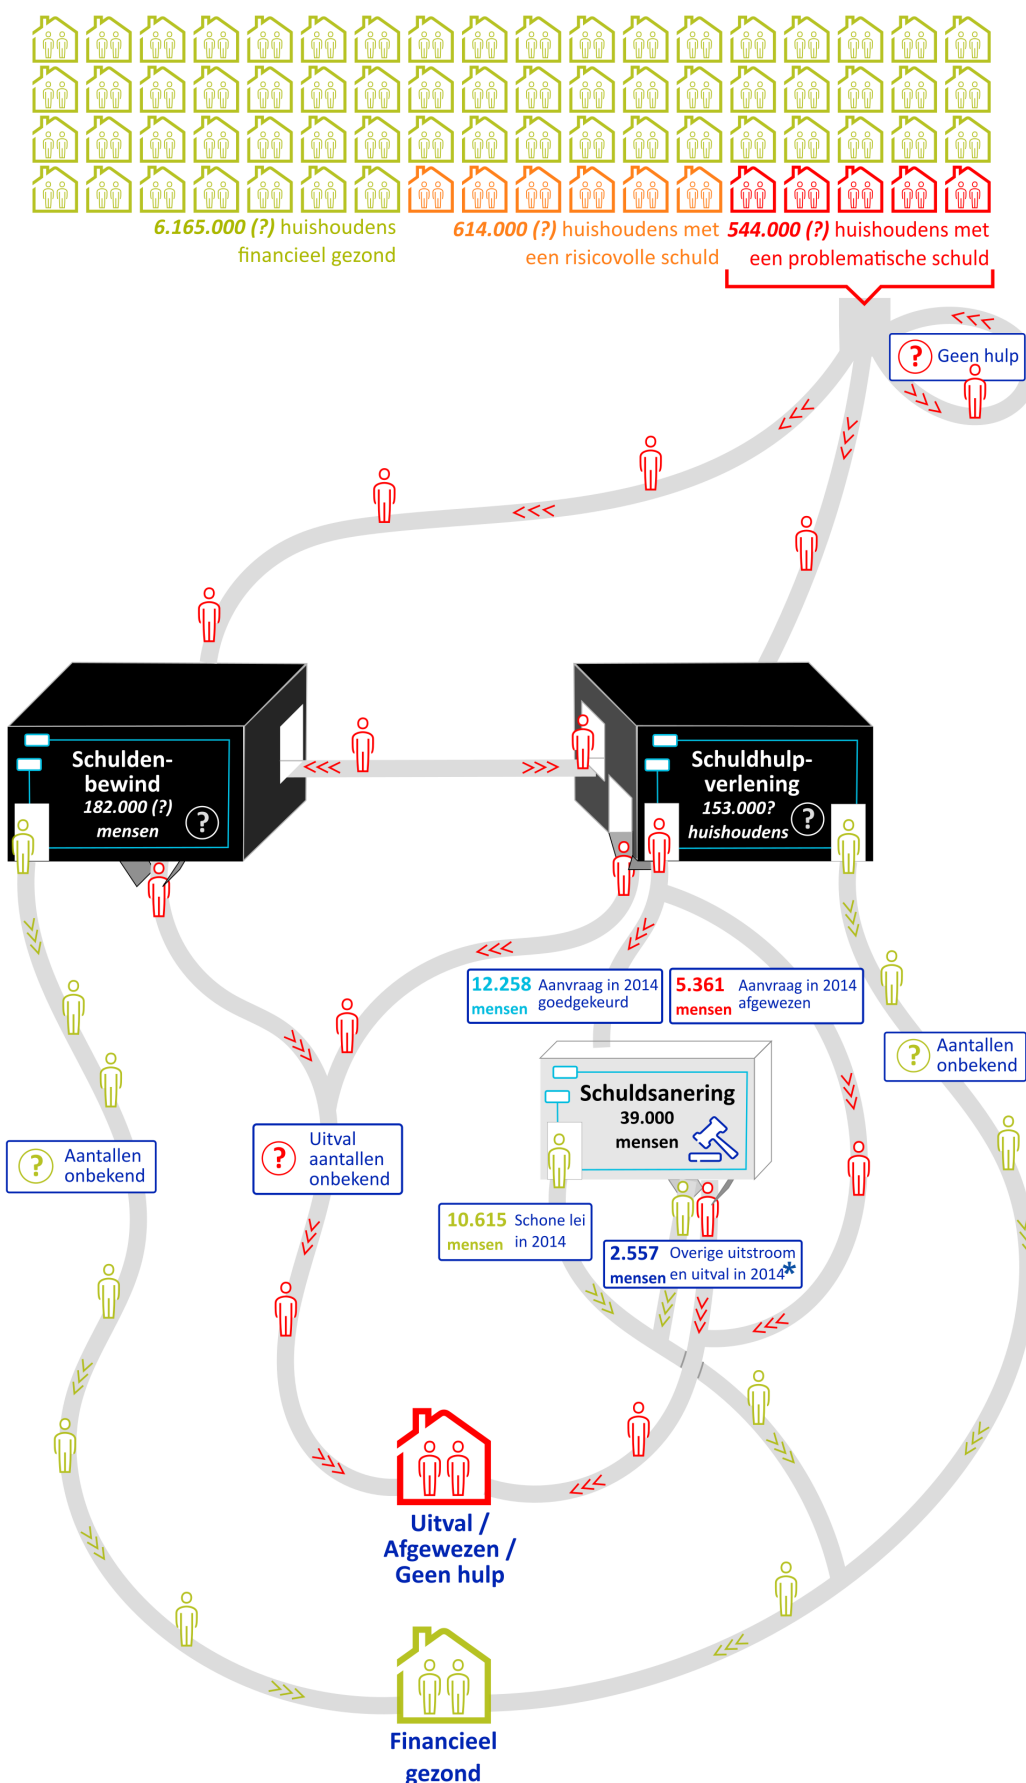 6.165.000 (?) huishoudens
financieel gezond
614.000 (?) huishoudens met
een risicovolle schuld
544.000 (?) huishoudens met
een problematische schuld
? Geen hulp
Schulden-
bewind
182.000 (?)
mensen
?
Schuldhulp-
verlening
153.000?
huishoudens
?
12.258 Aanvraag in 2014
mensen goedgekeurd
5.361 Aanvraag in 2014
mensen afgewezen
? Aantallen
onbekend
Schuldsanering
39.000
mensen
? Aantallen
onbekend
? Uitval
aantallen
onbekend
10.615 Schone lei
mensen in 2014
2.557 Overige uitstroom
mensen en uitval in 2014*
Uitval /
Afgewezen /
Geen hulp
Financieel
gezond